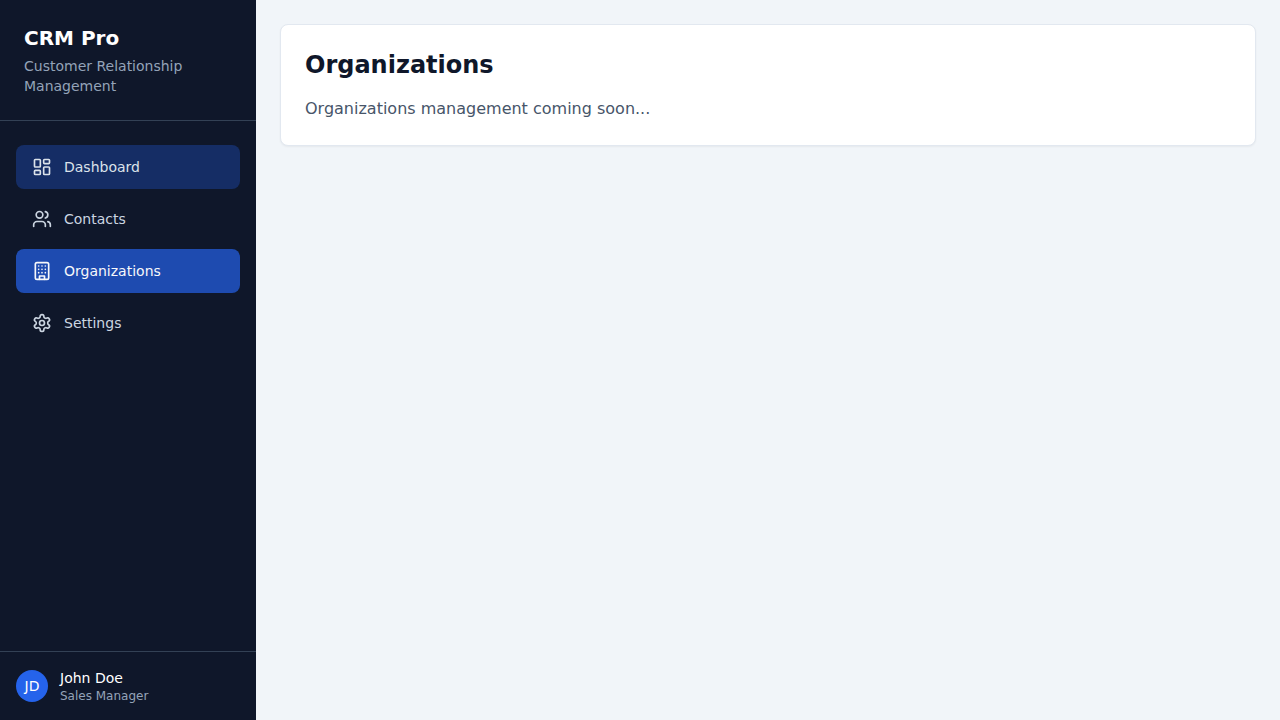 CRM Pro
Customer Relationship
Management
Dashboard
Contacts
Organizations
Settings
JD
John Doe
Sales Manager
Organizations
Organizations management coming soon...